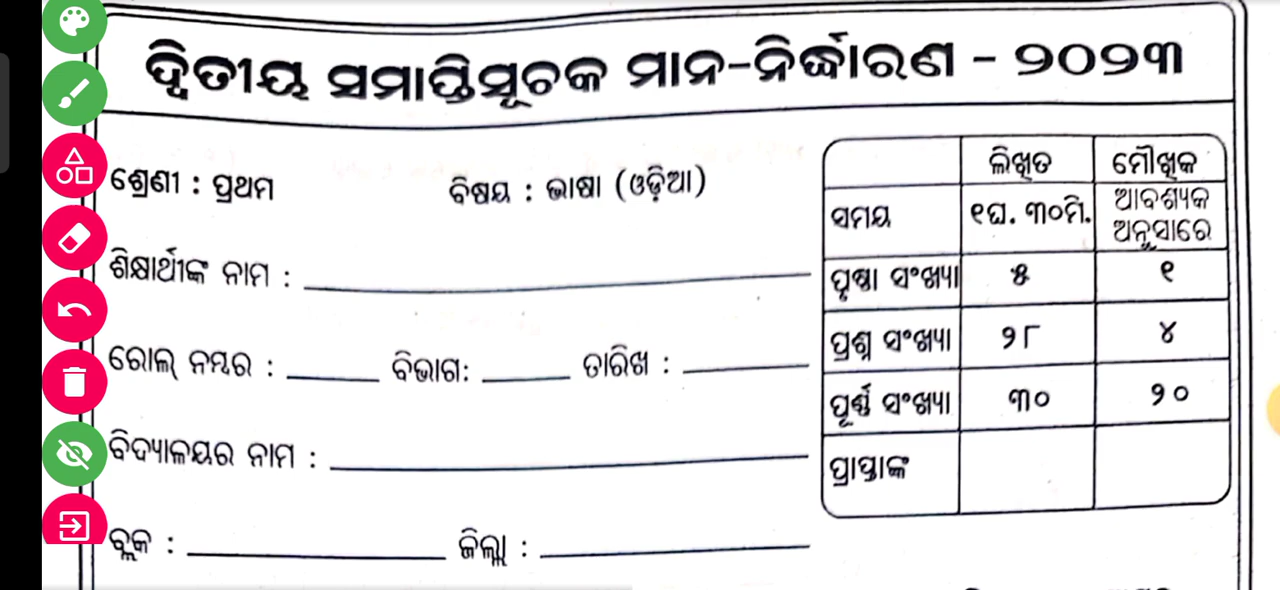 ଦ୍ୱିତୀୟ ସମାପ୍ତିସୂଚକ ମାନ-ନିର୍ଦ୍ଧାରଣ - ୨୦୨୩
ଶ୍ରେଣୀ : ପ୍ରଥମ ବିଷୟ : ଭାଷା (ଓଡ଼ିଆ)
ଶିକ୍ଷାର୍ଥୀଙ୍କ ନାମ :
ରୋଲ୍ ନମ୍ବର : ବିଭାଗ: ତାରିଖ :
ବିଦ୍ୟାଳୟର ନାମ :
ବ୍ଲକ : ଜିଲ୍ଲା :
ଲିଖିତ ମୌଖିକ
ସମୟ ୧ଘ. ୩୦ମି. ଆବଶ୍ୟକ
ଅନୁସାରେ
ପୃଷ୍ଠା ସଂଖ୍ୟା ୫ ୧
ପ୍ରଶ୍ନ ସଂଖ୍ୟା ୨୮ ୪
ପୂର୍ଣ୍ଣ ସଂଖ୍ୟା ୩୦ ୨୦
ପ୍ରାପ୍ତାଙ୍କ